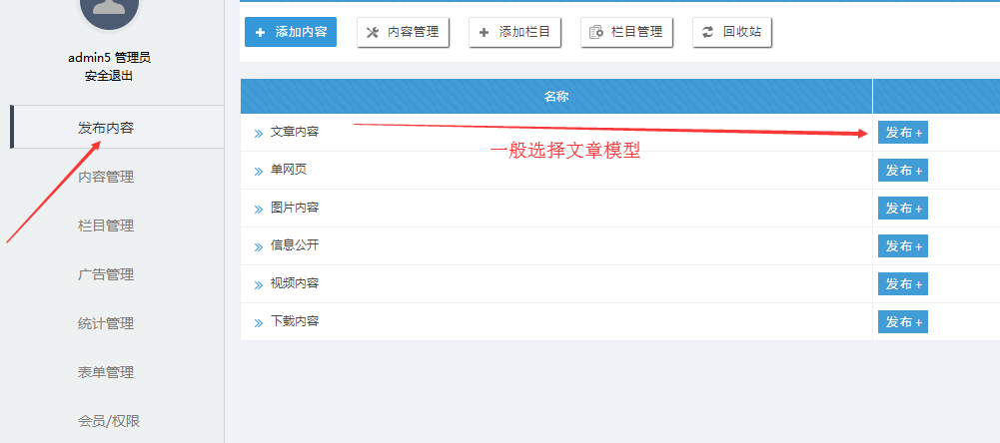 admin5 管理员
安全退出
发布内容
内容管理
栏目管理
广告管理
统计管理
表单管理
会员/权限
+ 添加内容 内容管理 + 添加栏目 栏目管理 回收站
名称
文章内容 发布+
一般选择文章模型
单网页 发布+
图片内容 发布+
信息公开 发布+
视频内容 发布+
下载内容 发布+